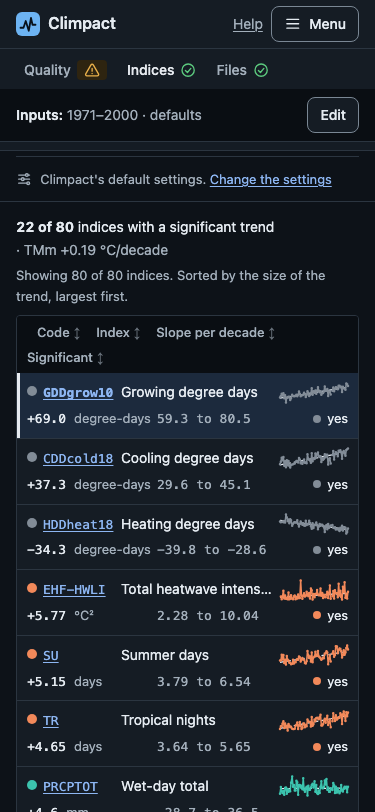 Climpact
Help
Menu
Quality
Indices
Files
Inputs: 1971–2000 · defaults
Edit
Climpact's default settings. Change the settings
22 of 80 indices with a significant trend
· TMm +0.19 °C/decade
Showing 80 of 80 indices. Sorted by the size of the
trend, largest first.
Code Index Slope per decade
Significant
GDDgrow10 Growing degree days
+69.0 degree-days 59.3 to 80.5 yes
CDDcold18 Cooling degree days
+37.3 degree-days 29.6 to 45.1 yes
HDDheat18 Heating degree days
−34.3 degree-days −39.8 to −28.6 yes
EHF–HWLI Total heatwave intens...
+5.77 °C² 2.28 to 10.04 yes
SU Summer days
+5.15 days 3.79 to 6.54 yes
TR Tropical nights
+4.65 days 3.64 to 5.65 yes
PRCPTOT Wet-day total